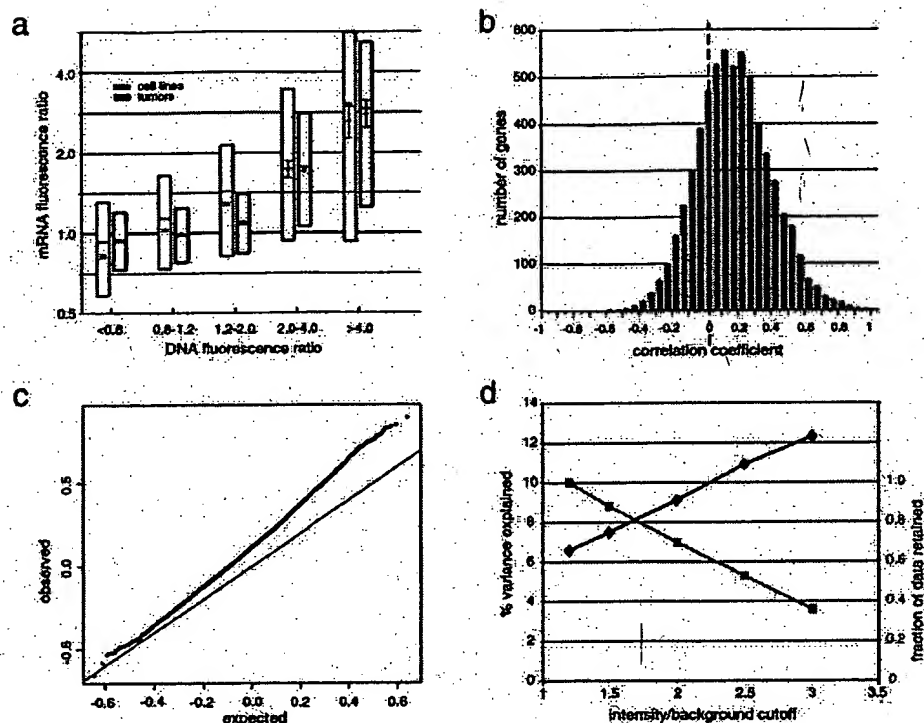 a
mRNA fluorescence ratio
4.0
2.0
1.0
0.5
cell lines
tumors
<0.8 0.8-1.2 1.2-2.0 2.0-4.0 >4.0
DNA fluorescence ratio
b
number of genes
600
500
400
300
200
100
0
-1 -0.8 -0.6 -0.4 -0.2 0 0.2 0.4 0.6 0.8 1
correlation coefficient
c
observed
0.5
0.0
-0.5
-0.6 -0.4 -0.2 0.0 0.2 0.4 0.6
expected
d
% variance explained
14
12
10
8
6
4
2
0
1 1.5 2 2.5 3 3.5
intensity/background cutoff
1.0
0.8
0.6
0.4
0.2
0
fraction of data retained